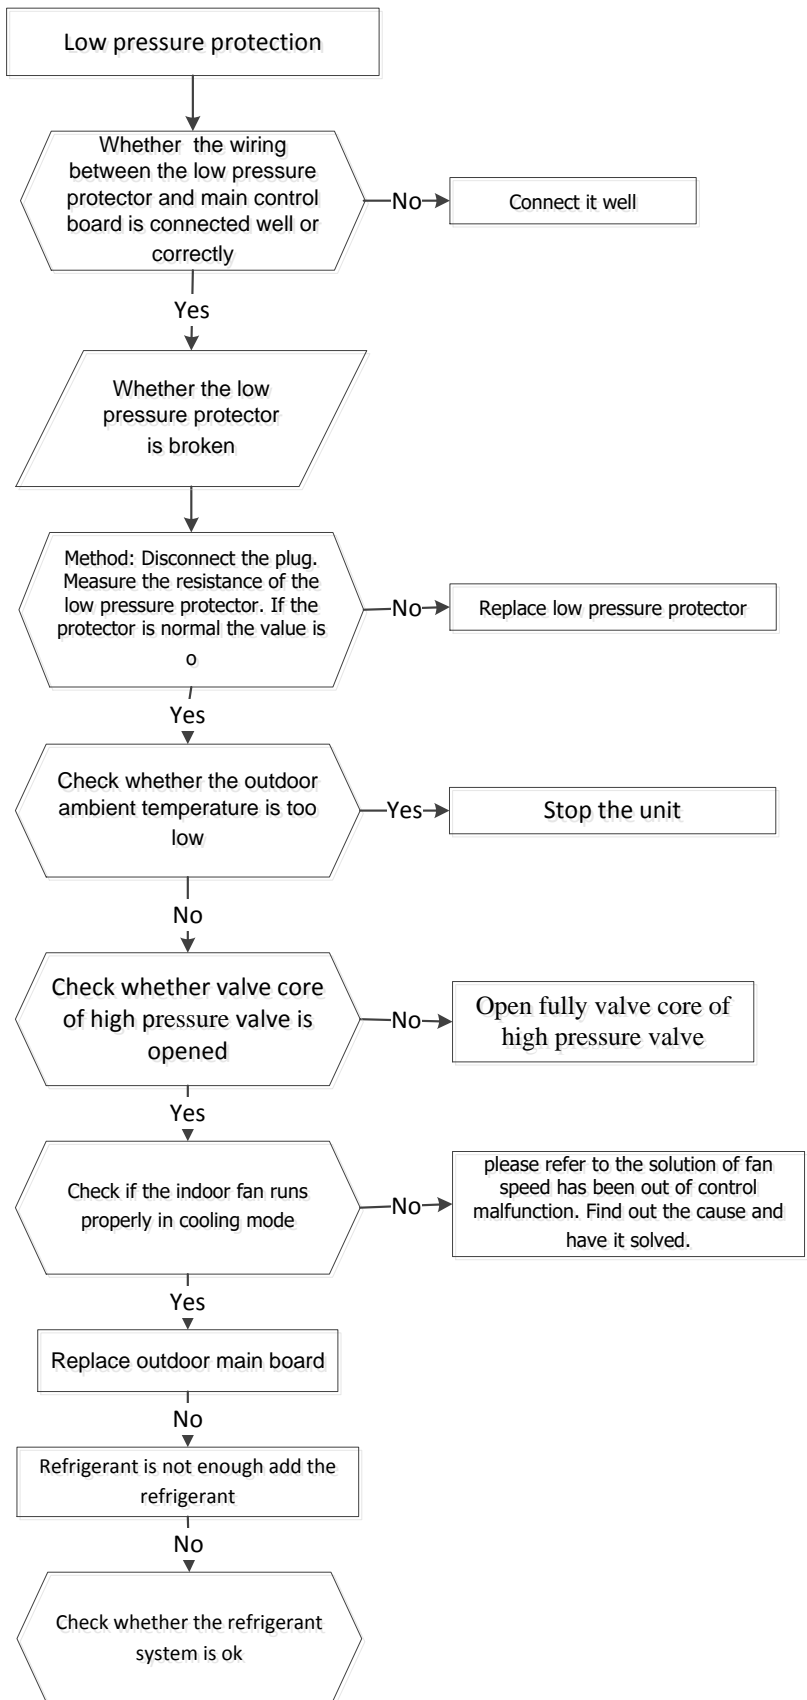 Low pressure protection
Whether the wiring
between the low pressure
protector and main control
board is connected well or
correctly
No
Connect it well
Yes
Whether the low
pressure protector
is broken
Method: Disconnect the plug.
Measure the resistance of the
low pressure protector. If the
protector is normal the value is
o
No
Replace low pressure protector
Yes
Check whether the outdoor
ambient temperature is too
low
Yes
Stop the unit
No
Check whether valve core
of high pressure valve is
opened
No
Open fully valve core of
high pressure valve
Yes
Check if the indoor fan runs
properly in cooling mode
No
please refer to the solution of fan
speed has been out of control
malfunction. Find out the cause and
have it solved.
Yes
Replace outdoor main board
No
Refrigerant is not enough add the
refrigerant
No
Check whether the refrigerant
system is ok